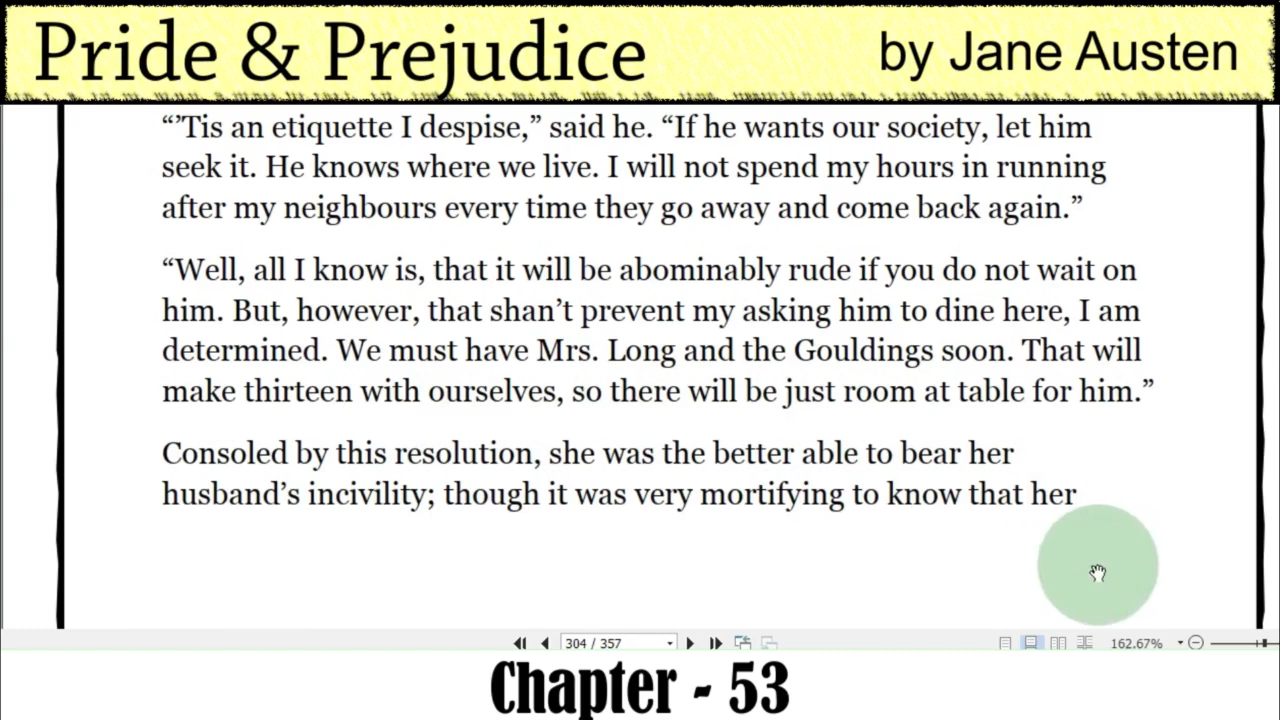 Pride & Prejudice
by Jane Austen
“’Tis an etiquette I despise,” said he. “If he wants our society, let him
seek it. He knows where we live. I will not spend my hours in running
after my neighbours every time they go away and come back again.”
“Well, all I know is, that it will be abominably rude if you do not wait on
him. But, however, that shan’t prevent my asking him to dine here, I am
determined. We must have Mrs. Long and the Gouldings soon. That will
make thirteen with ourselves, so there will be just room at table for him.”
Consoled by this resolution, she was the better able to bear her
husband’s incivility; though it was very mortifying to know that her
304 / 357
162.67%
Chapter - 53